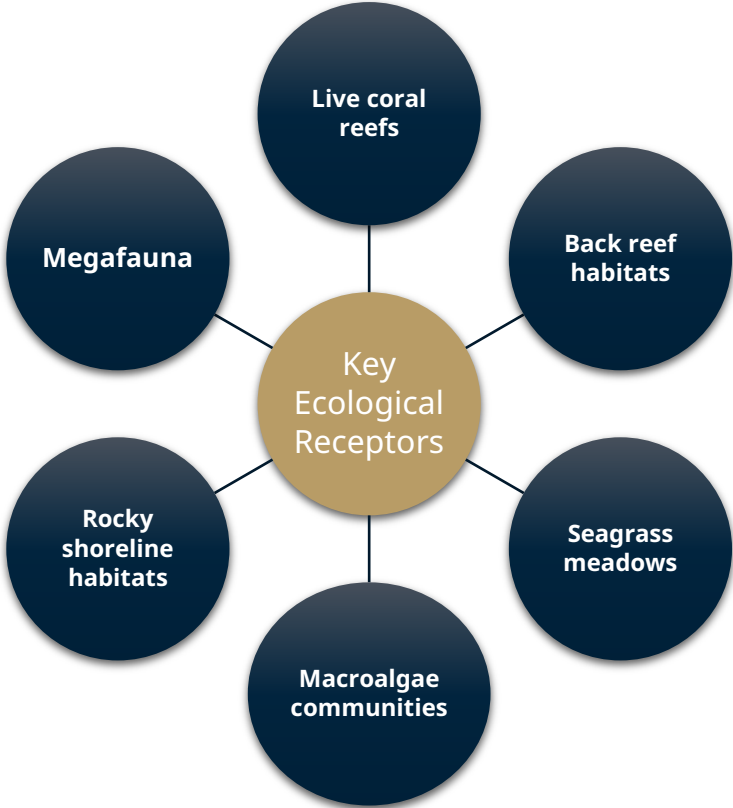 Live coral
reefs
Back reef
habitats
Seagrass
meadows
Macroalgae
communities
Rocky
shoreline
habitats
Megafauna
Key
Ecological
Receptors